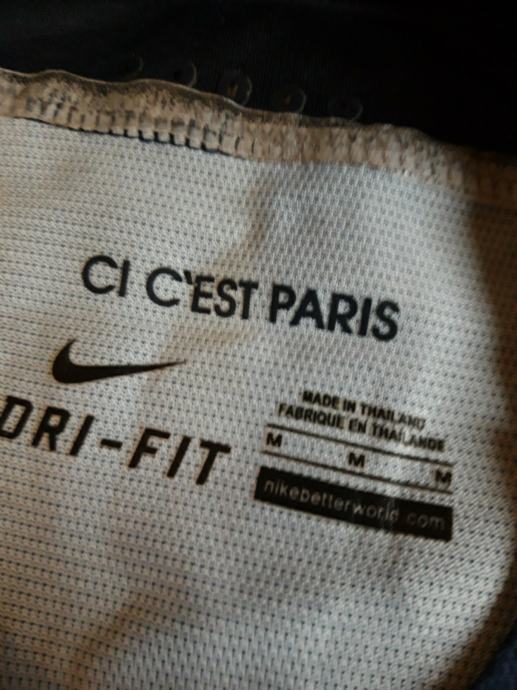 CI C'EST PARIS
DRI-FIT
MADE IN THAILAND
FABRIQUE EN THAILANDE
M M M
nikebetterworld.com